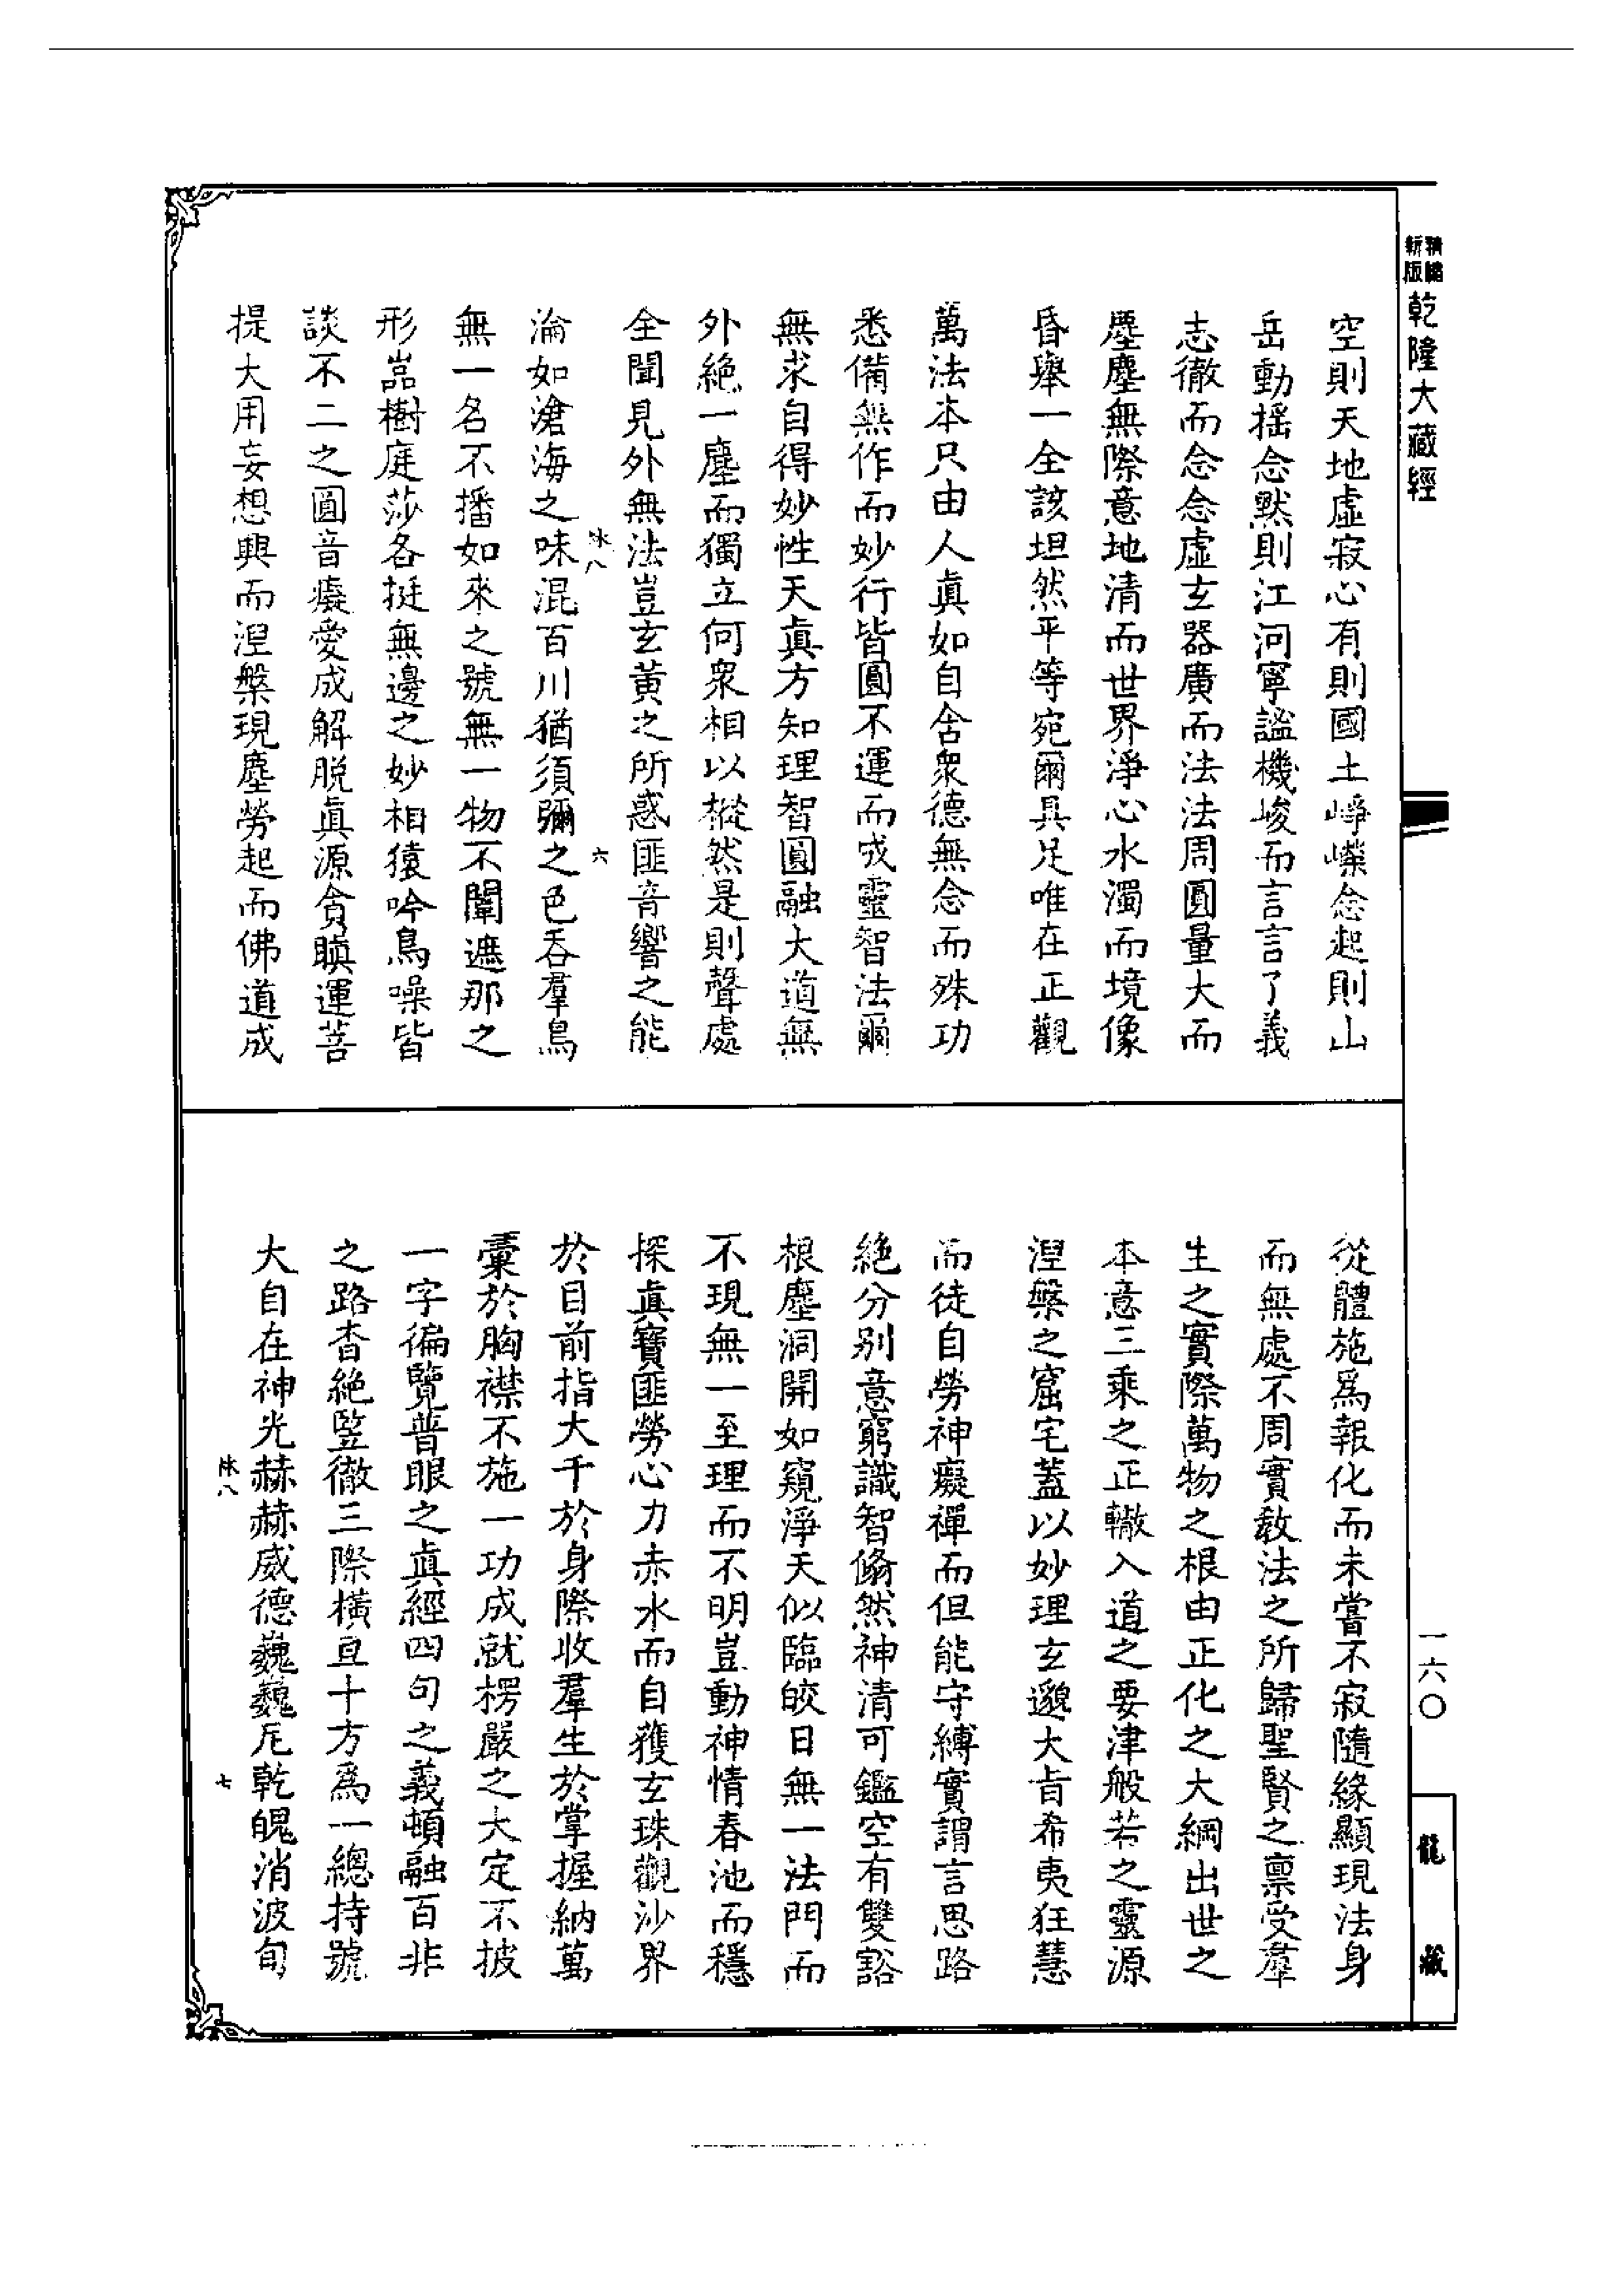 精縮
新版
乾隆大藏經
空則天地虛寂心有則國土崢嶸念起則山
岳動搖念默則江河寧謐機峻而言言了義
志徹而念念虛玄器廣而法法周圓量大而
塵塵無際意地清而世界淨心水濁而境像
昏舉一全該坦然平等宛爾具足唯在正觀
萬法本只由人真如自含衆德無念而殊功
悉備無作而妙行皆圓不運而成靈智法爾
無求自得妙性天真方知理智圓融大道無
外絕一塵而獨立何衆相以樅然是則聲處
全聞見外無法豈玄黃之所惑匪音響之能
淪如滄海之味混百川猶須彌之色吞羣鳥
陳八
六
無一名不播如來之號無一物不闡遮那之
形嵓樹庭莎各挺無邊之妙相猿吟鳥噪皆
談不二之圓音癡愛成解脫真源貪瞋運菩
提大用妄想興而涅槃現塵勞起而佛道成
從體施爲報化而未嘗不寂隨緣顯現法身
而無處不周實敎法之所歸聖賢之稟受羣
生之實際萬物之根由正化之大綱出世之
本意三乘之正轍入道之要津般若之靈源
涅槃之窟宅蓋以妙理玄邈大旨希夷狂慧
而徒自勞神癡禪而但能守縛實謂言思路
絕分別意窮識智翛然神清可鑑空有雙豁
根塵洞開如窺淨天似臨皎日無一法門而
不現無一至理而不明豈動神情春池而穩
探真寶匪勞心力赤水而自獲玄珠觀沙界
於目前指大千於身際收羣生於掌握納萬
彙於胸襟不施一功成就楞嚴之大定不披
一字徧覽普眼之真經四句之義頓融百非
之路杳絕竪徹三際橫亘十方爲一總持號
大自在神光赫赫威德巍巍尼乾魄消波旬
陳八
七
一六〇
龍藏